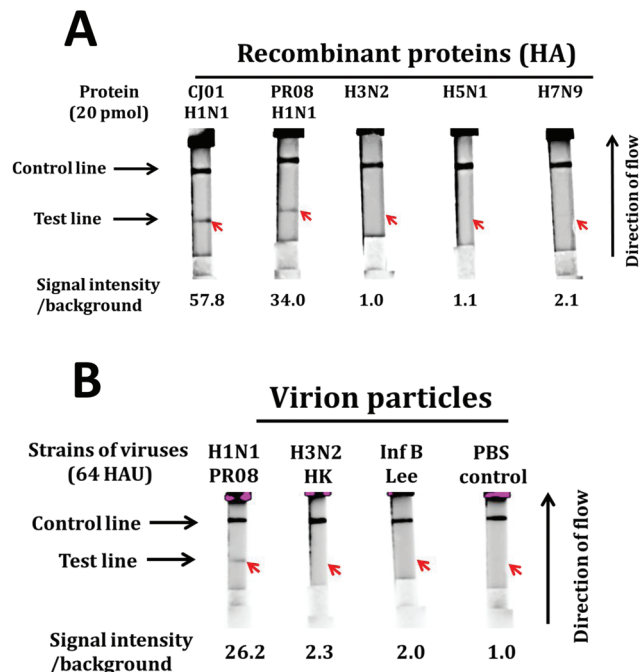 A
Recombinant proteins (HA)
Protein
(20 pmol)
CJ01
H1N1
PR08
H1N1
H3N2
H5N1
H7N9
Control line
Test line
Direction of flow
Signal intensity
/background
57.8
34.0
1.0
1.1
2.1
B
Virion particles
Strains of viruses
(64 HAU)
H1N1
PR08
H3N2
HK
Inf B
Lee
PBS
control
Control line
Test line
Direction of flow
Signal intensity
/background
26.2
2.3
2.0
1.0